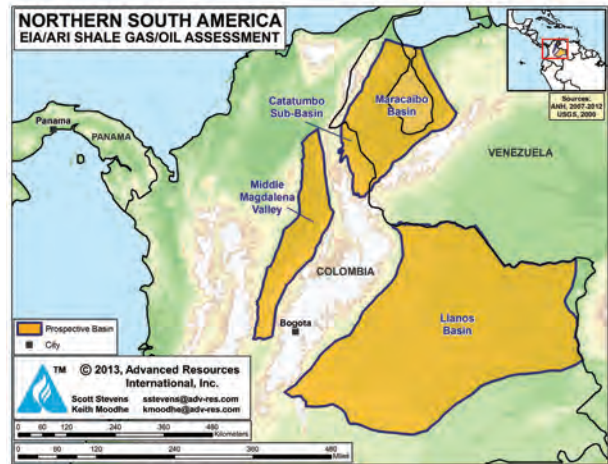 NORTHERN SOUTH AMERICA
EIA/ARI SHALE GAS/OIL ASSESSMENT
Sources:
ANH, 2007-2012
USGS, 2006
Catatumbo
Sub-Basin
Maracaibo
Basin
Panama
PANAMA
D
VENEZUELA
Middle
Magdalena
Valley
COLOMBIA
Bogota
Llanos
Basin
Prospective Basin
City
TM
© 2013, Advanced Resources
International, Inc.
Scott Stevens sstevens@adv-res.com
Keith Moodhe kmoodhe@adv-res.com
0 120 240 360 480
Kilometers
0 120 240 360 480
Miles